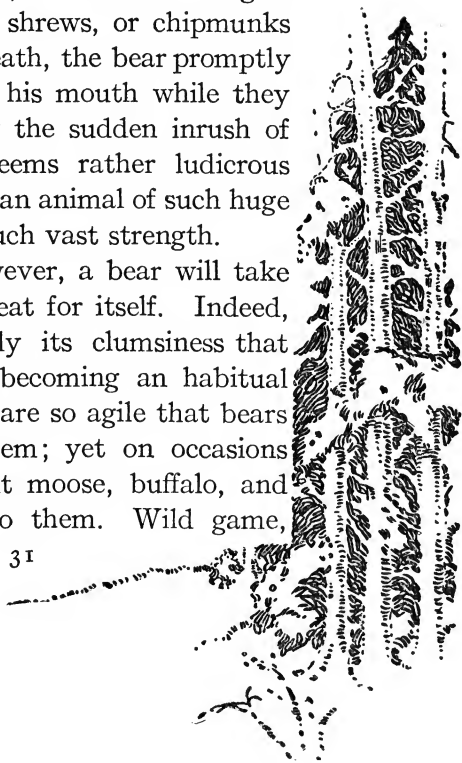 shrews, or chipmunks
eath, the bear promptly
his mouth while they
the sudden inrush of
eems rather ludicrous
an animal of such huge
uch vast strength.
vever, a bear will take
eat for itself. Indeed,
ly its clumsiness that
becoming an habitual
are so agile that bears
em; yet on occasions
t moose, buffalo, and
o them. Wild game,
31